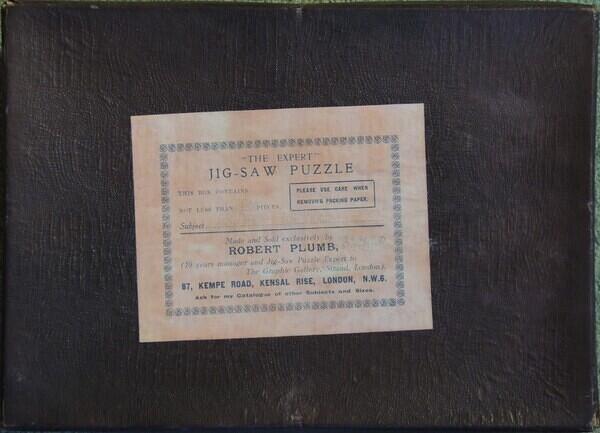 "THE EXPERT"
JIG-SAW PUZZLE
THIS BOX CONTAINS
NOT LESS THAN PIECES.
PLEASE USE CARE WHEN
REMOVING PACKING PAPER.
Subject
Made and Sold exclusively by
ROBERT PLUMB,
(19 years manager and Jig-Saw Puzzle Expert to
The Graphic Gallery, Strand, London).
87, KEMPE ROAD, KENSAL RISE, LONDON, N.W.6.
Ask for my Catalogue of other Subjects and Sizes.